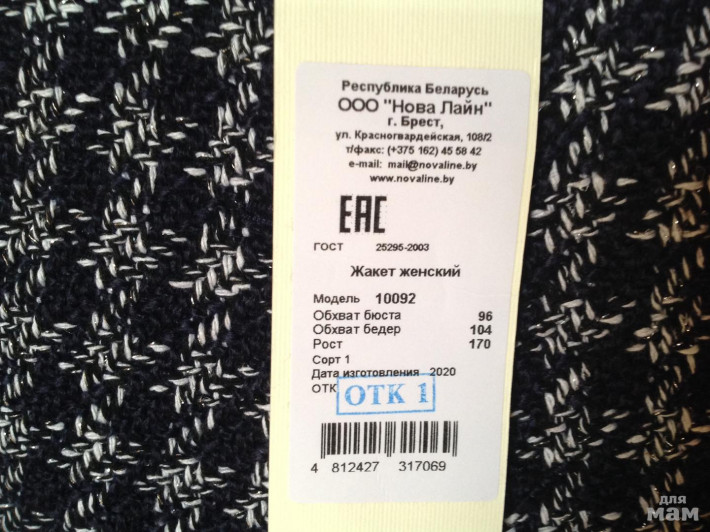 Республика Беларусь
ООО "Нова Лайн"
г. Брест,
ул. Красногвардейская, 108/2
т/факс: (+375 162) 45 58 42
e-mail: mail@novaline.by
www.novaline.by
EAC
ГОСТ 25295-2003
Жакет женский
Модель 10092
Обхват бюста 96
Обхват бедер 104
Рост 170
Сорт 1
Дата изготовления 2020
ОТК ОТК 1
4 812427 317069
для
мам